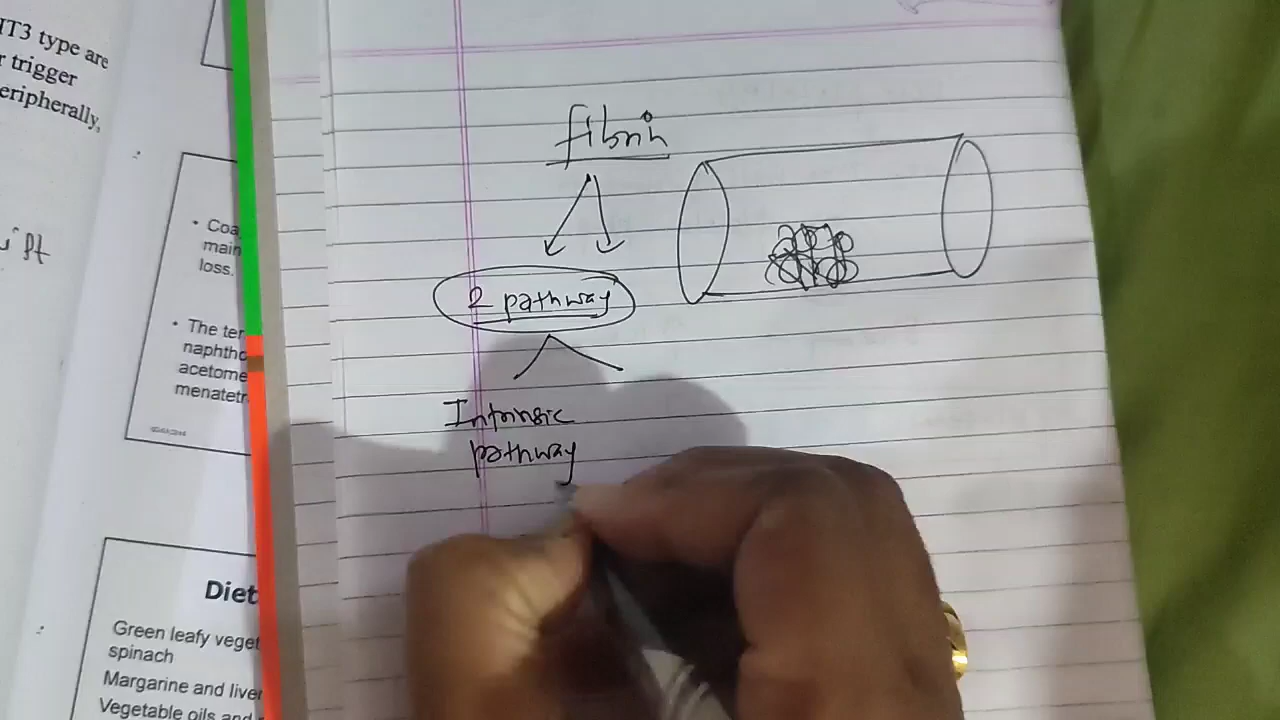 HT3 type are
r trigger
eripherally,
• Coa
main
loss.
• The ter
naphtho
acetome
menatetr
Diet
Green leafy veget
spinach
Margarine and liver
Vegetable oils and
fibrin
2 pathway
Intrinsic
pathway